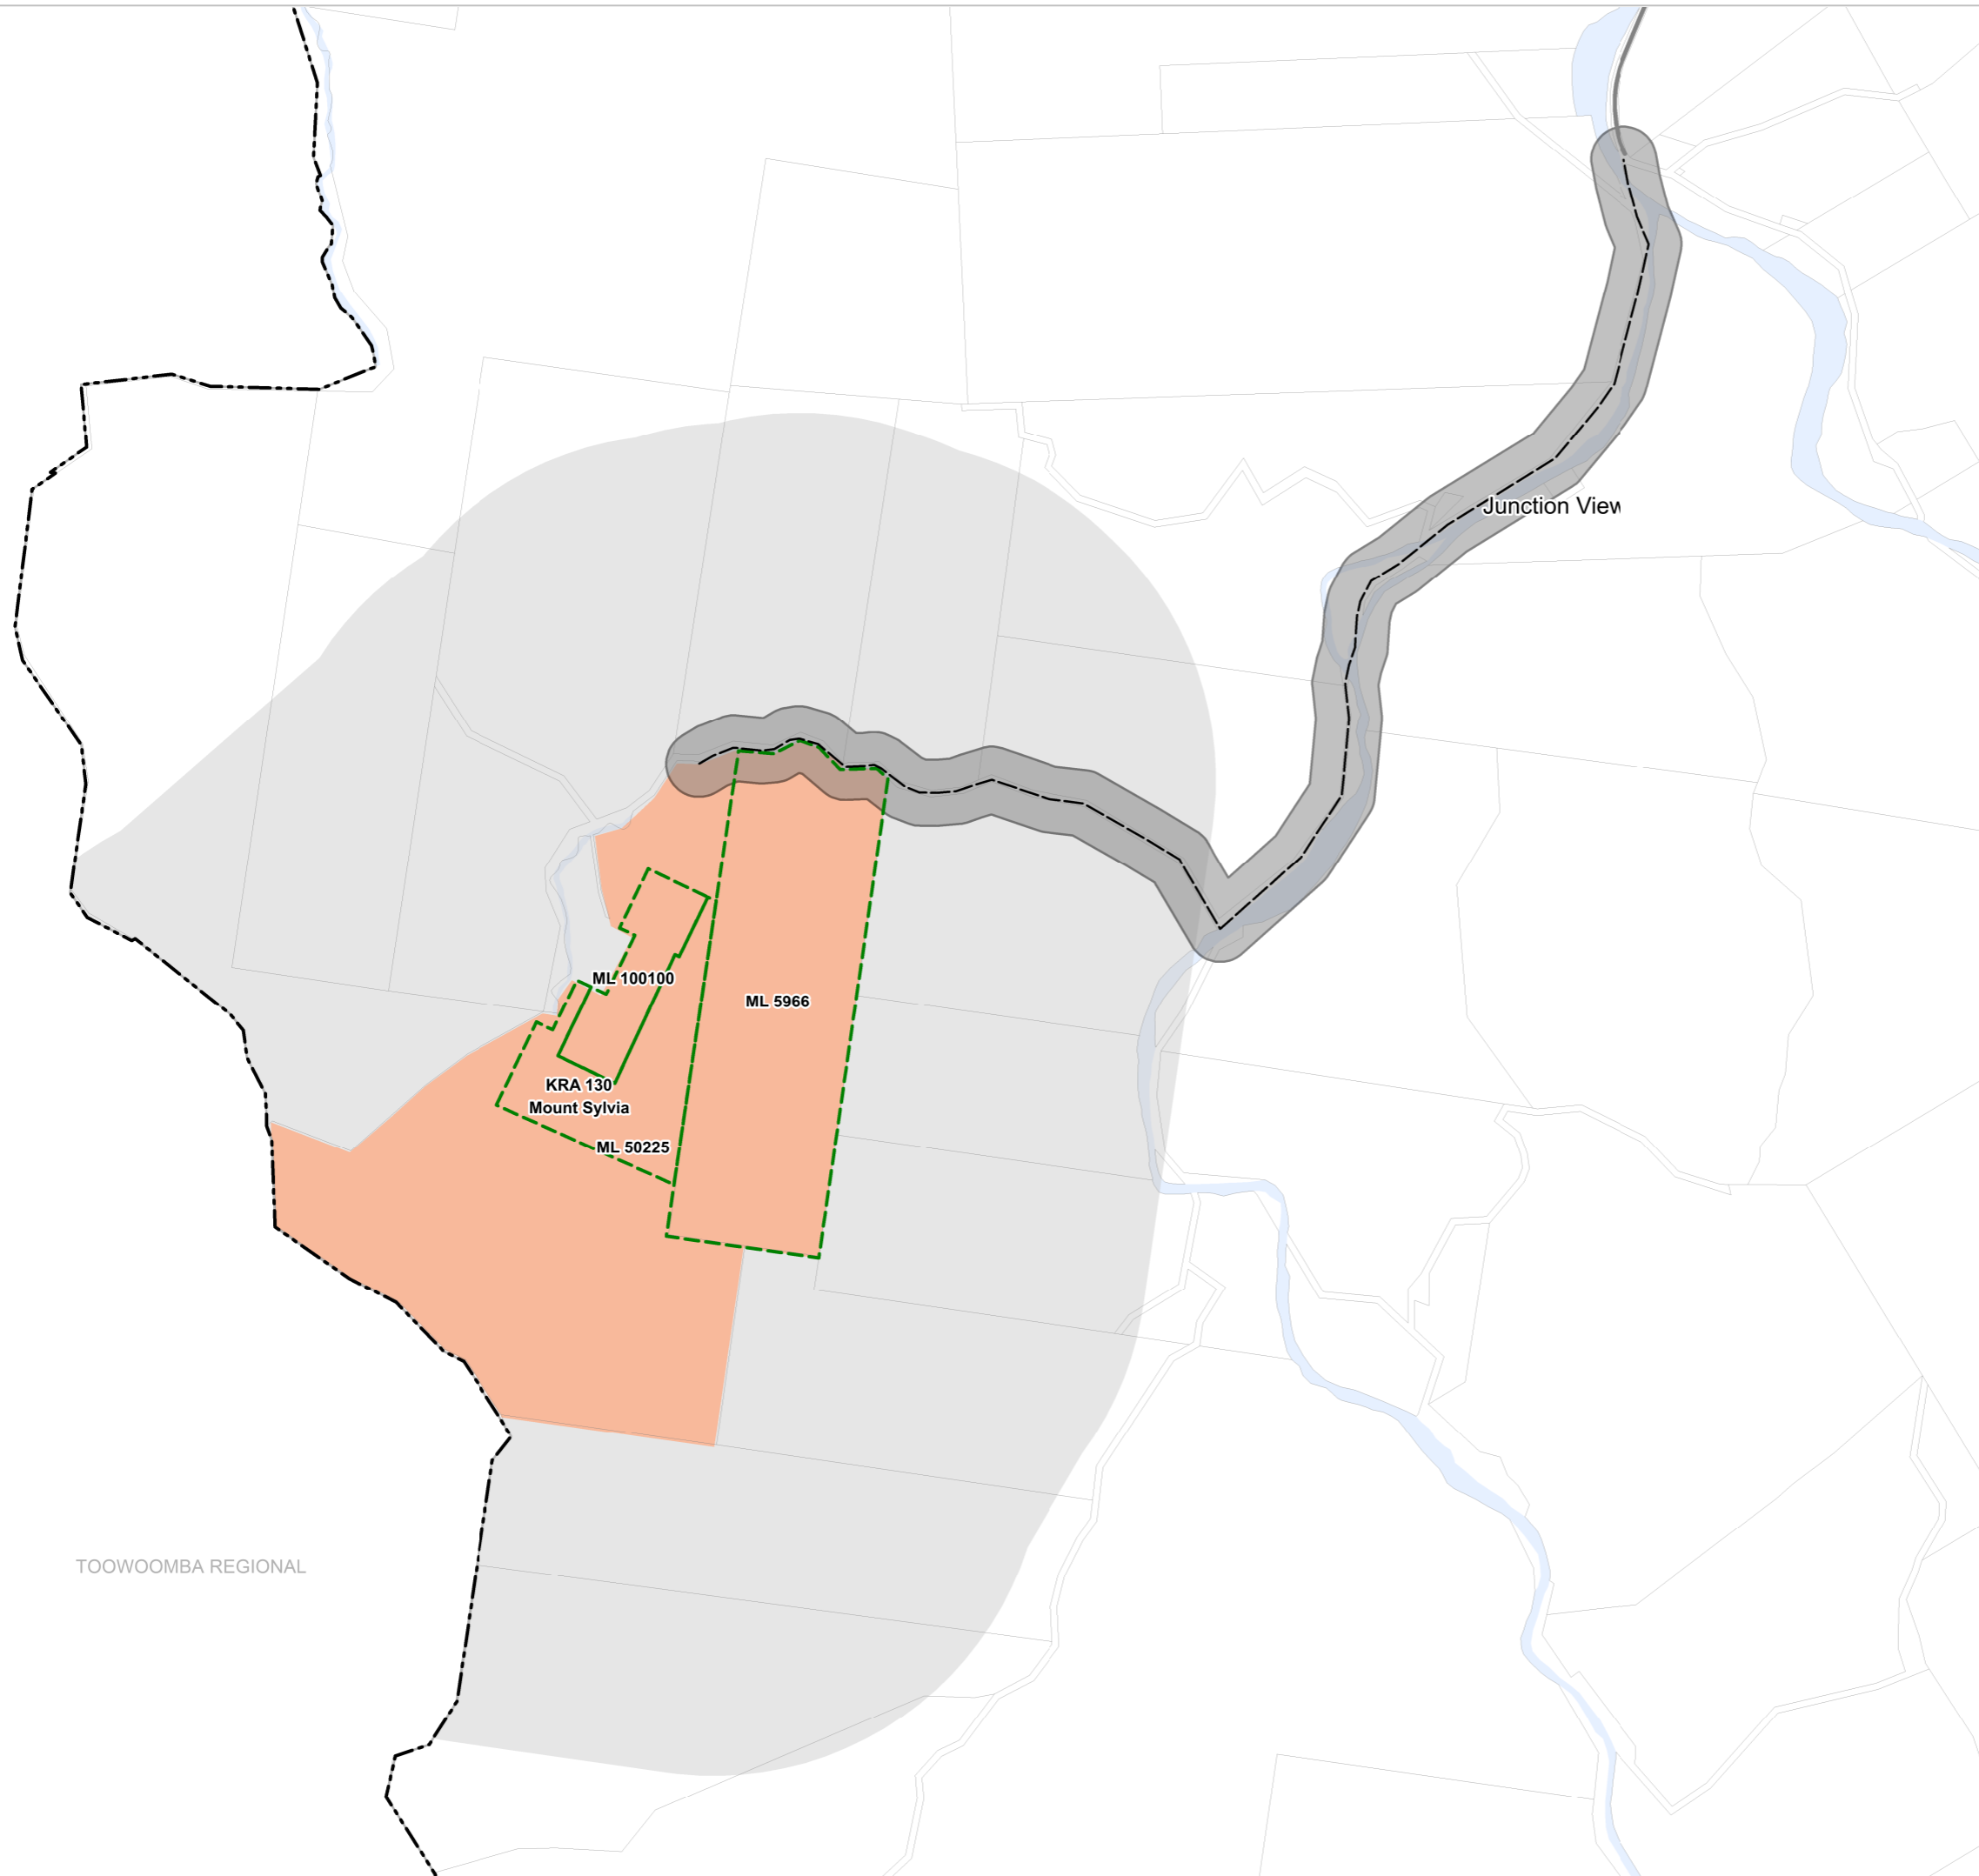 Junction View
ML 100100
ML 5966
KRA 130
Mount Sylvia
ML 50225
TOOWOOMBA REGIONAL